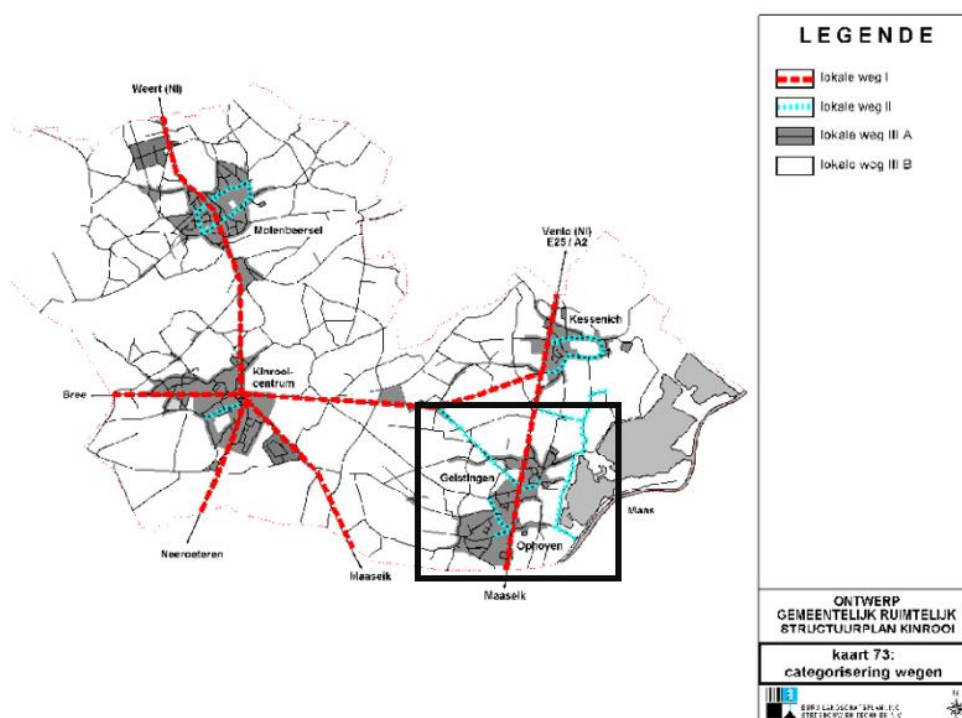 LEGENDE
lokale weg I
lokale weg II
lokale weg III A
lokale weg III B
Weert (Nl)
Molenbeersel
Venlo (Nl)
E25 / A2
Kessenich
Kinrooi-
centrum
Bree
Geistingen
Maas
Ophoven
Neeroeteren
Maaseik
Maaseik
ONTWERP
GEMEENTELIJK RUIMTELIJK
STRUCTUURPLAN KINROOI
kaart 73:
categorisering wegen